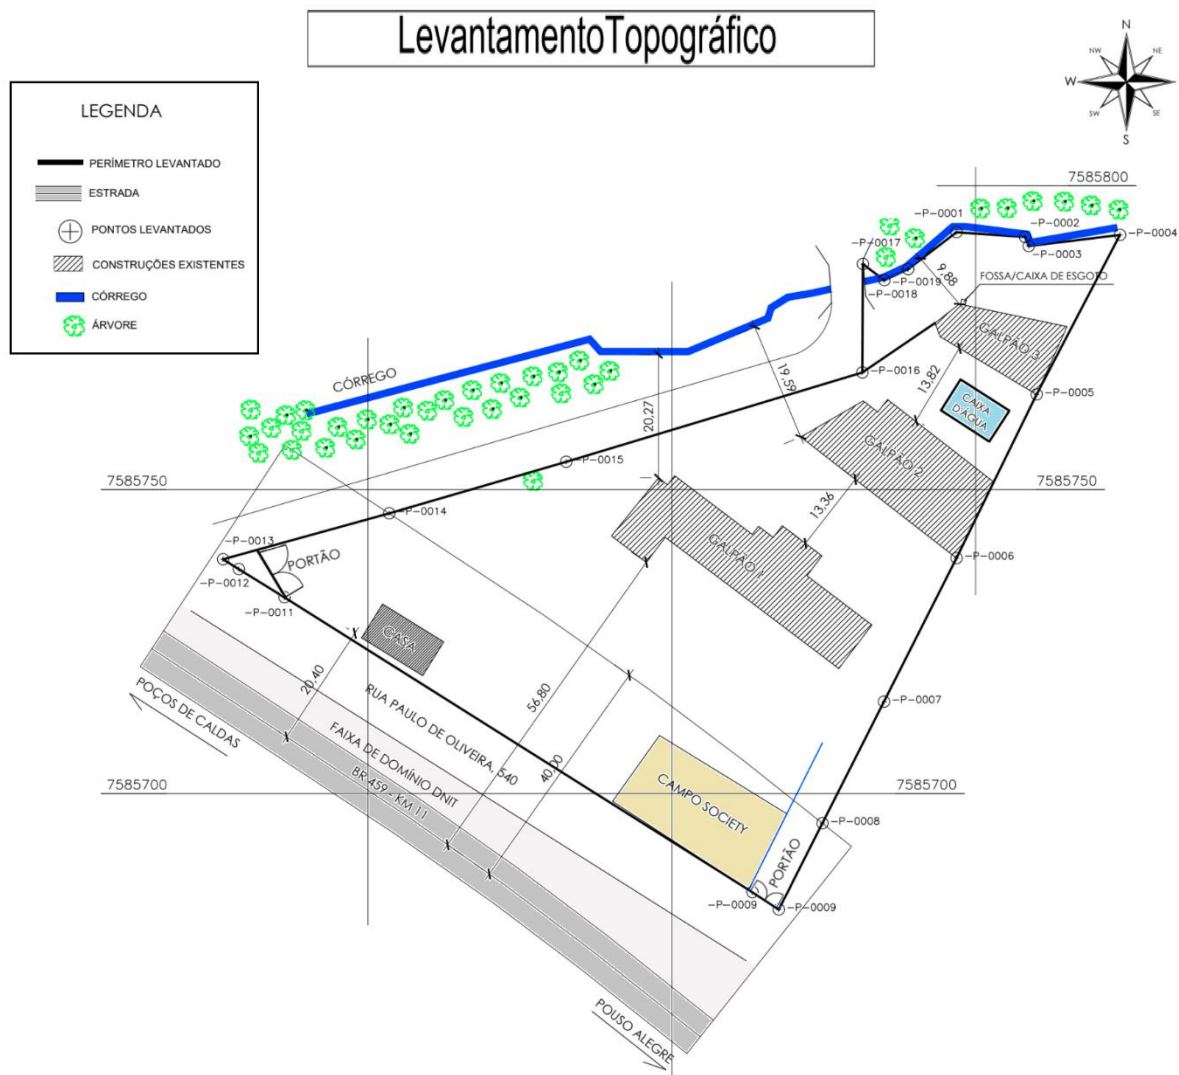 LevantamentoTopográfico
N
NW
NE
W
E
SW
SE
S
LEGENDA
PERÍMETRO LEVANTADO
ESTRADA
PONTOS LEVANTADOS
CONSTRUÇÕES EXISTENTES
CÓRREGO
ÁRVORE
7585800
-P-0001
-P-0002
-P-0004
-P-0003
-P-0017
-P-0019
-P-0018
9,88
FOSSA/CAIXA DE ESGOTO
GALPÃO 3
CÓRREGO
19,59
-P-0016
13,82
-P-0005
CAIXA
D'ÁGUA
20,27
GALPÃO 2
-P-0015
7585750
7585750
13,36
-P-0014
GALPÃO 1
-P-0013
PORTÃO
-P-0012
-P-0006
-P-0011
CASA
20,40
56,80
RUA PAULO DE OLIVEIRA, 540
POÇOS DE CALDAS
-P-0007
FAIXA DE DOMÍNIO DNIT
40,00
BR 459 - KM 11
7585700
7585700
CAMPO SOCIETY
-P-0008
PORTÃO
-P-0009
-P-0009
POUSO ALEGRE